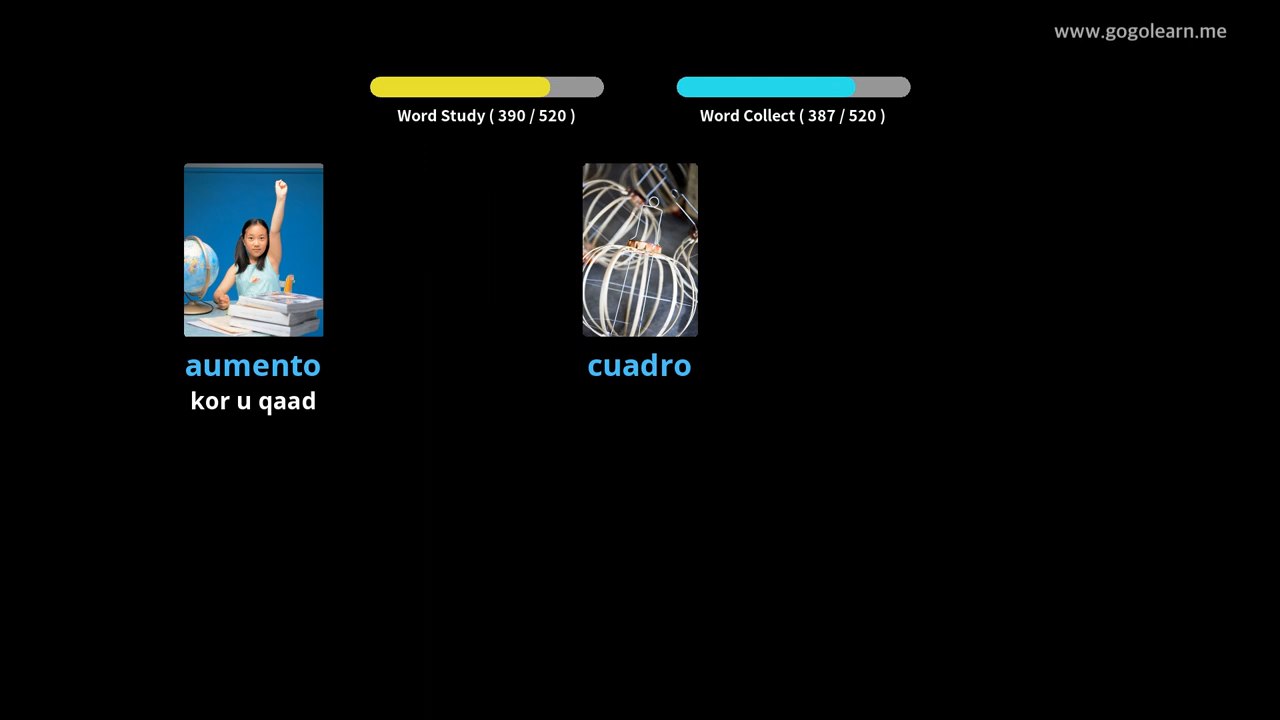 www.gogolearn.me
Word Study ( 390 / 520 )
Word Collect ( 387 / 520 )
aumento
kor u qaad
cuadro